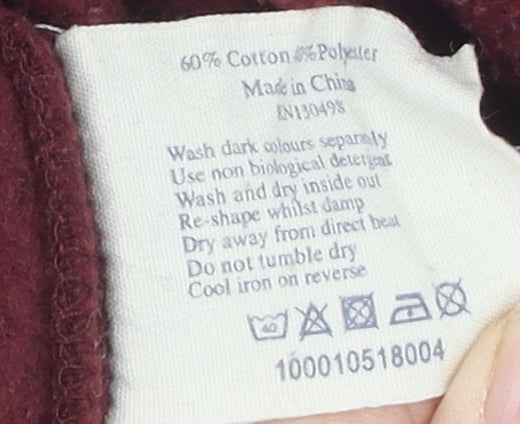 60% Cotton 40% Polyester
Made in China
RN130498
Wash dark colours separately
Use non biological detergent
Wash and dry inside out
Re-shape whilst damp
Dry away from direct heat
Do not tumble dry
Cool iron on reverse
40
100010518004